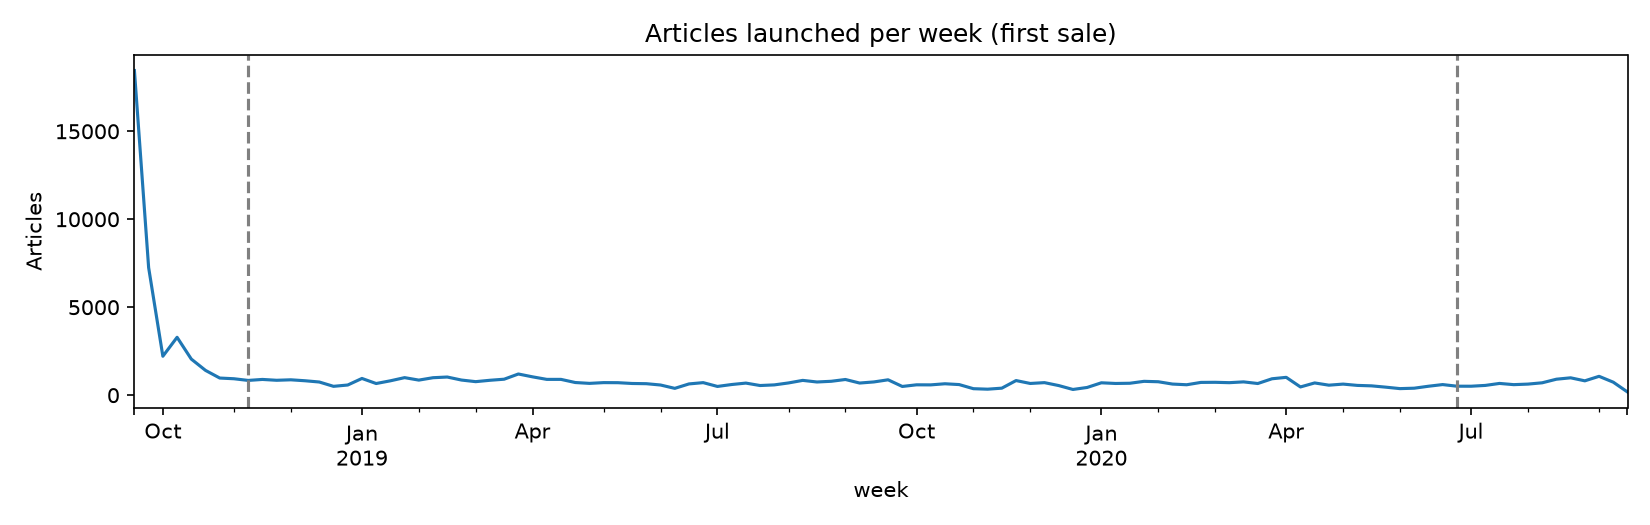 Articles launched per week (first sale)
Articles
15000
10000
5000
0
Oct
Jan
2019
Apr
Jul
Oct
Jan
2020
Apr
Jul
week